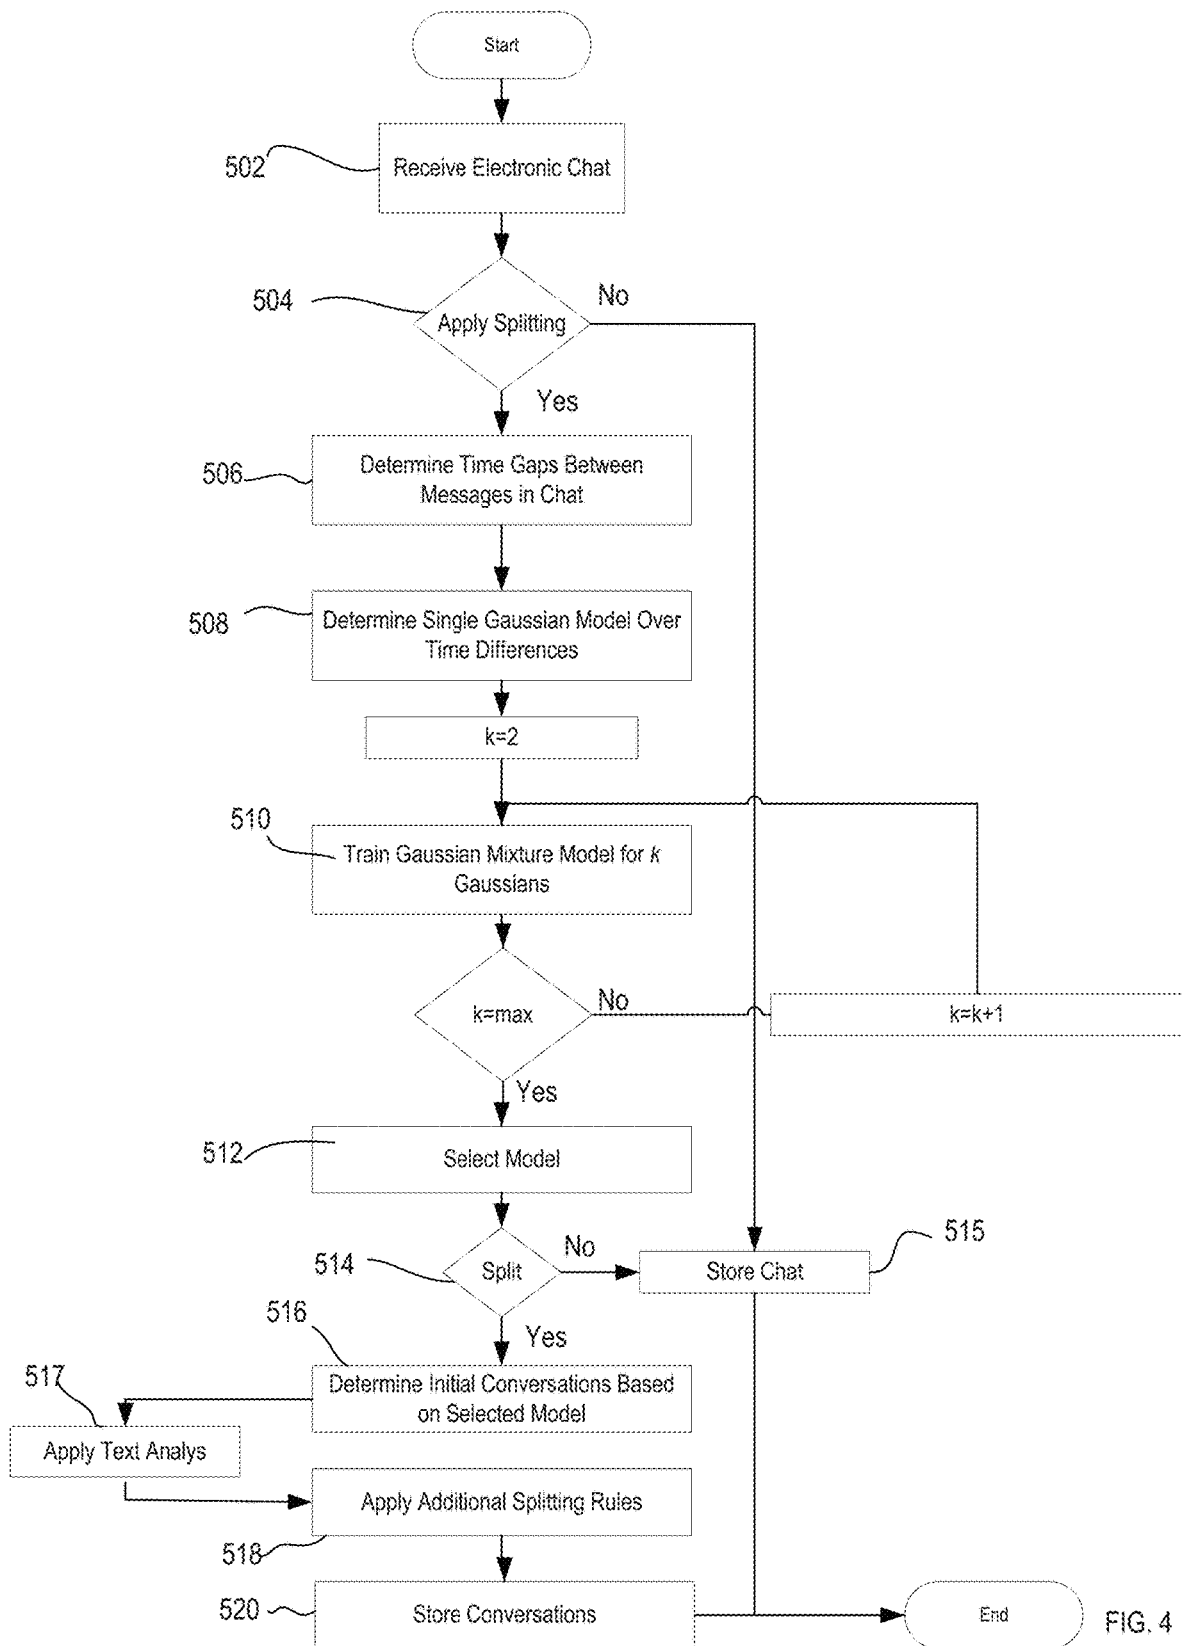 Start
502
Receive Electronic Chat
504
No
Apply Splitting
Yes
506
Determine Time Gaps Between
Messages in Chat
508
Determine Single Gaussian Model Over
Time Differences
k=2
510
Train Gaussian Mixture Model for k
Gaussians
k=max
No
k=k+1
Yes
512
Select Model
514
Split
No
Store Chat
515
Yes
516
Determine Initial Conversations Based
on Selected Model
517
Apply Text Analys
Apply Additional Splitting Rules
518
520
Store Conversations
End
FIG. 4